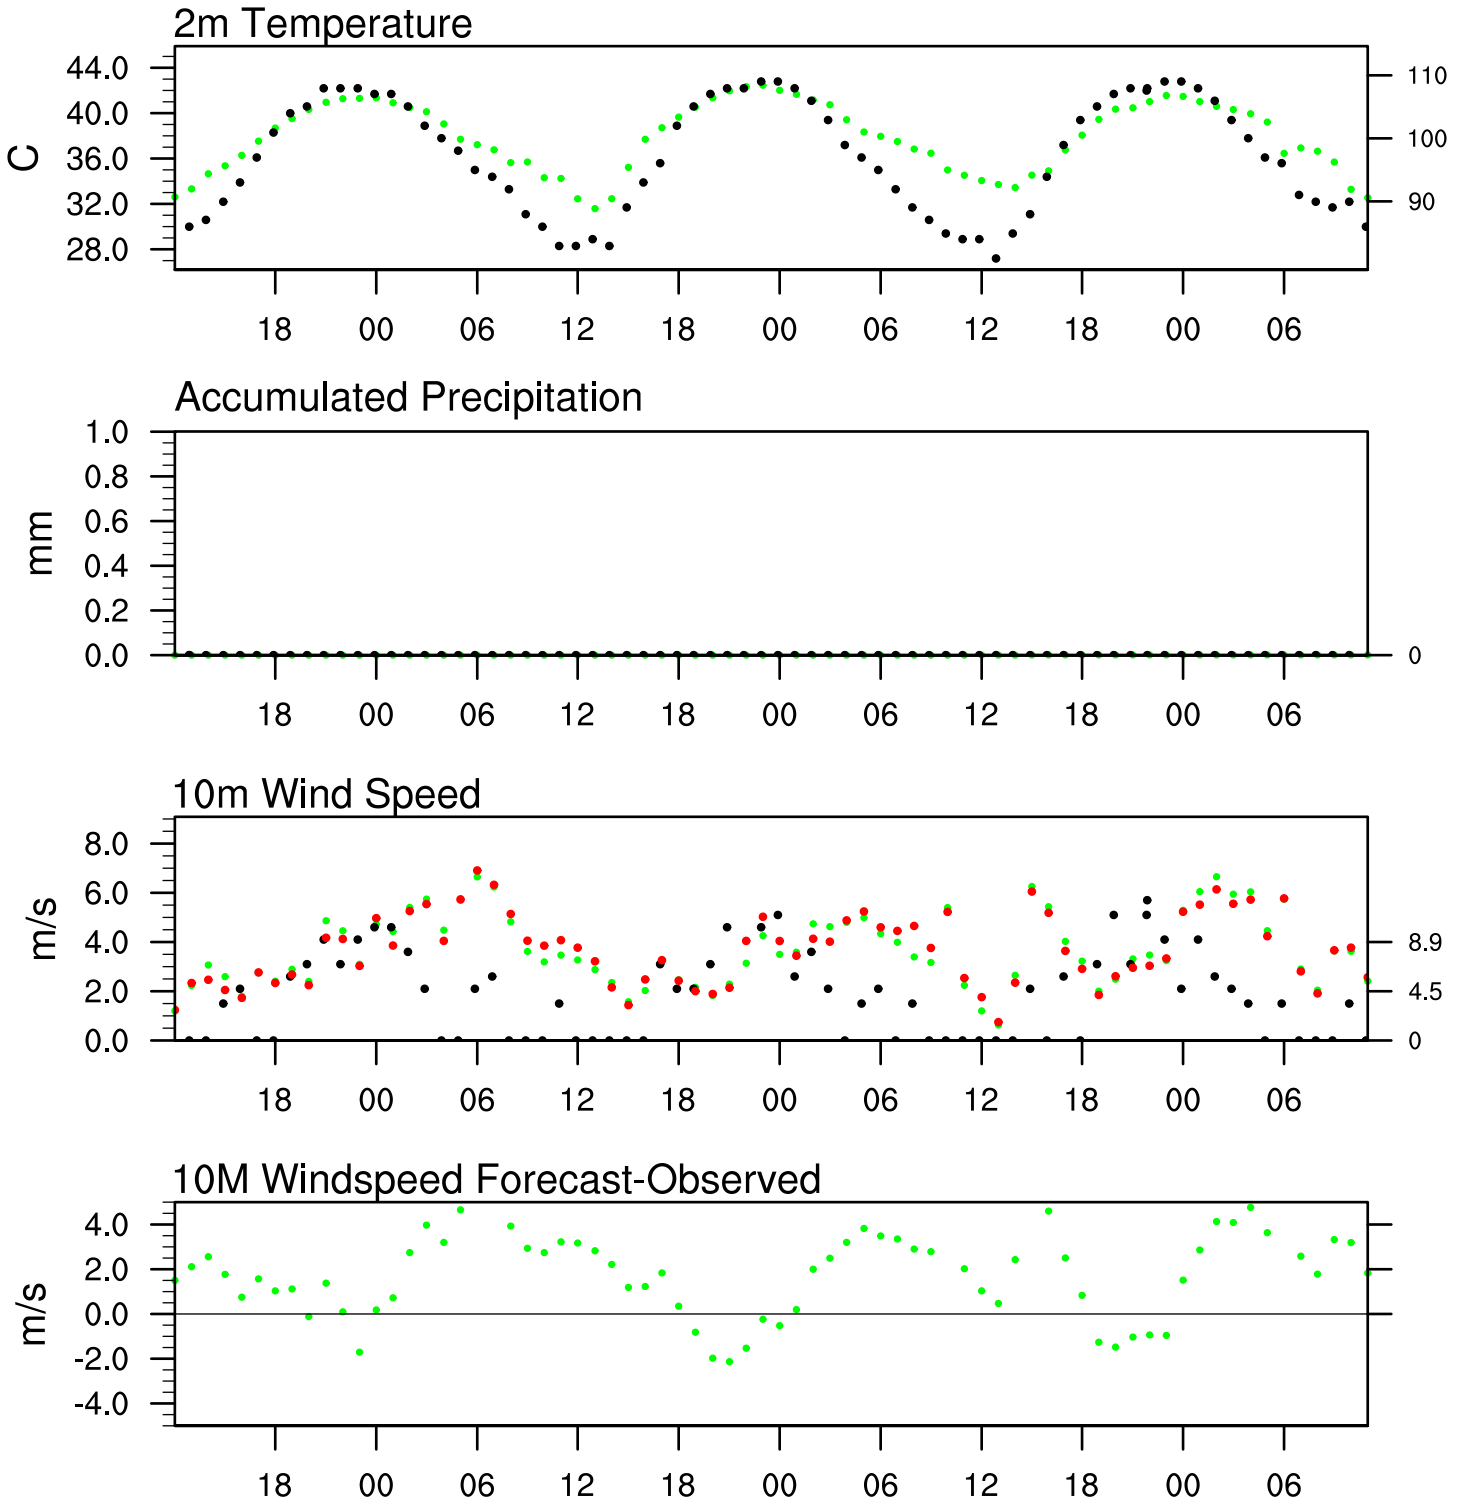 2m Temperature
44.0
40.0
36.0
32.0
28.0
C
110
100
90
18 00 06 12 18 00 06 12 18 00 06
Accumulated Precipitation
1.0
0.8
0.6
0.4
0.2
0.0
mm
0
18 00 06 12 18 00 06 12 18 00 06
10m Wind Speed
8.0
6.0
4.0
2.0
0.0
m/s
8.9
4.5
0
18 00 06 12 18 00 06 12 18 00 06
10M Windspeed Forecast-Observed
4.0
2.0
0.0
-2.0
-4.0
m/s
18 00 06 12 18 00 06 12 18 00 06